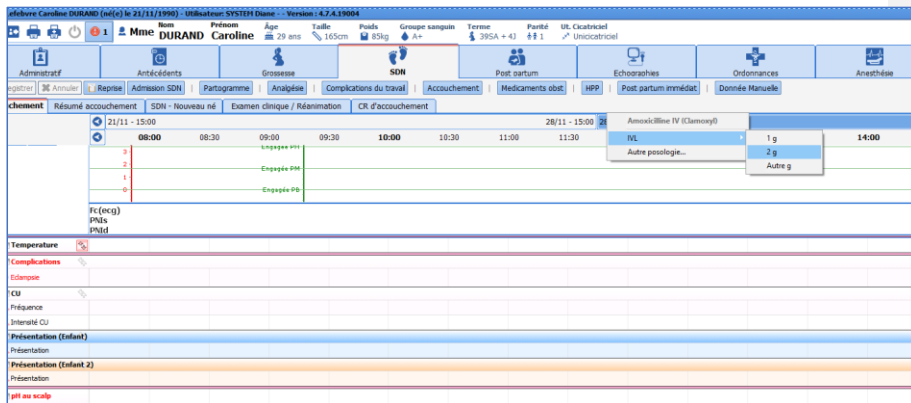 efebvre Caroline DURAND (né(e) le 21/11/1990) - Utilisateur: SYSTEM Diane - - Version : 4.7.4.19004
1 Mme Nom DURAND Prénom Caroline Âge 29 ans Taille 165cm Poids 85kg Groupe sanguin A+ Terme 39SA + 4J Parité 1 Ut. Cicatriciel Unicicatriciel
Administratif Antécédents Grossesse SDN Post partum Echographies Ordonnances Anesthésie
egistrer Annuler Reprise Admission SDN Partogramme Analgésie Complications du travail Accouchement Medicaments obst HPP Post partum immédiat Donnée Manuelle
chement Résumé accouchement SDN - Nouveau né Examen clinique / Réanimation CR d'accouchement
21/11 - 15:00 28/11 - 15:00 Amoxicilline IV (Clamoxyl)
08:00 08:30 09:00 09:30 10:00 10:30 11:00 11:30 IVL 1 g 14:00
Autre posologie... 2 g
Autre g
3
2 Engagée PM
1
0 Engagée PB
Fc(ecg)
PNIs
PNId
Temperature
Complications
Eclampsie
CU
Fréquence
Intensité CU
Présentation (Enfant)
Présentation
Présentation (Enfant 2)
Présentation
pH au scalp